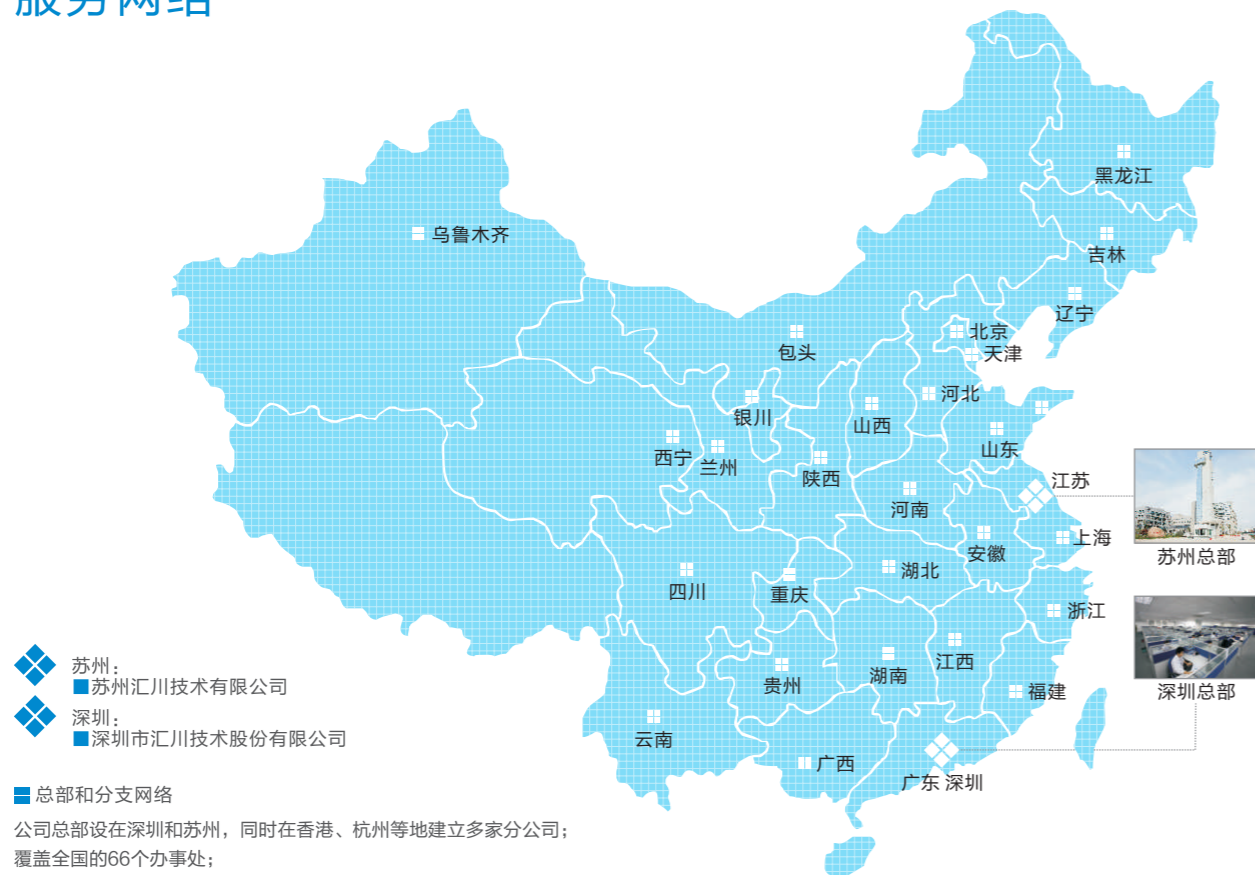 服务网络
黑龙江
乌鲁木齐
吉林
辽宁
北京
包头
天津
河北
银川
山西
山东
西宁
兰州
陕西
江苏
河南
上海
安徽
苏州总部
湖北
四川
重庆
浙江
江西
湖南
贵州
福建
深圳总部
云南
广西
广东 深圳
苏州：
苏州汇川技术有限公司
深圳：
深圳市汇川技术股份有限公司
总部和分支网络
公司总部设在深圳和苏州，同时在香港、杭州等地建立多家分公司；
覆盖全国的66个办事处；